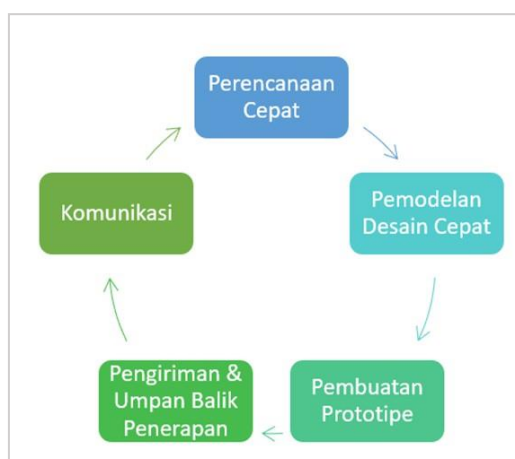 Perencanaan
Cepat
Komunikasi
Pemodelan
Desain Cepat
Pengiriman &
Umpan Balik
Penerapan
Pembuatan
Prototipe